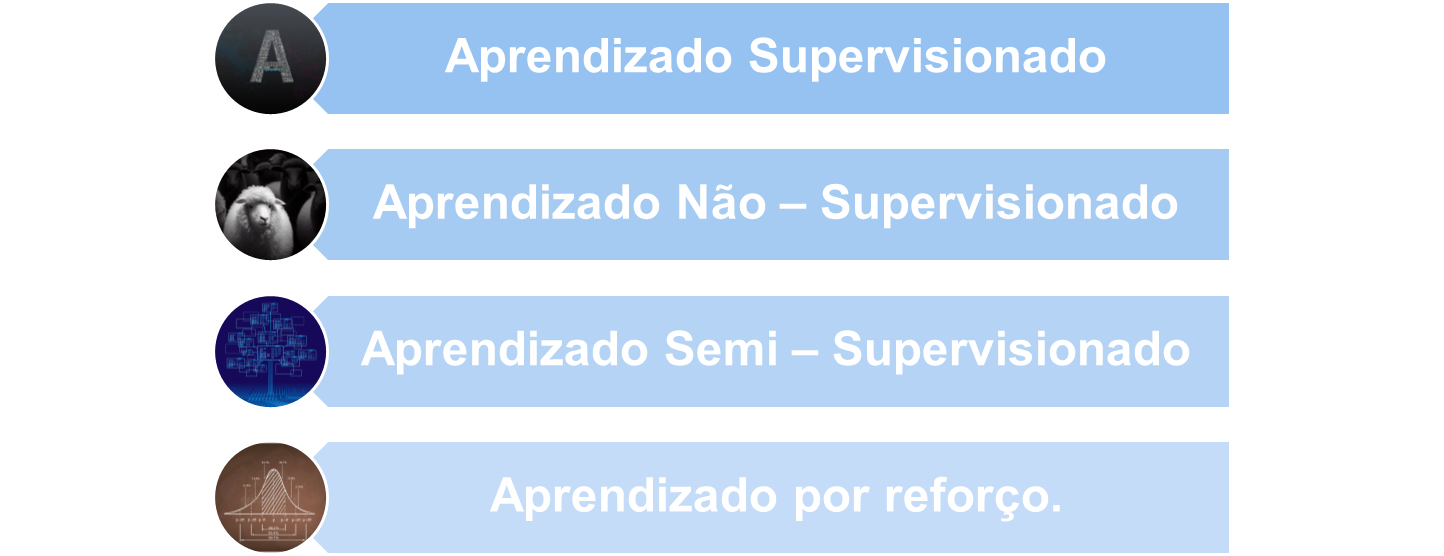 A
Aprendizado Supervisionado
Aprendizado Não – Supervisionado
Aprendizado Semi – Supervisionado
Aprendizado por reforço.